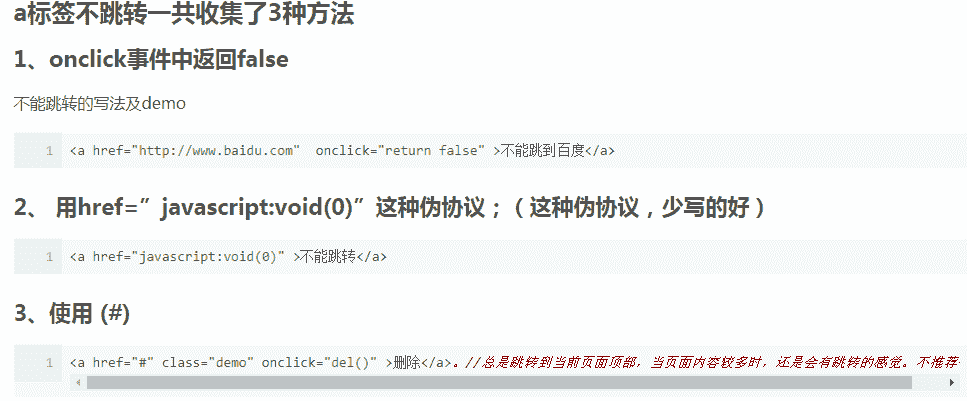 a标签不跳转一共收集了3种方法
1、onclick事件中返回false
不能跳转的写法及demo
1 <a href="http://www.baidu.com"  onclick="return false" >不能跳到百度</a>
2、 用href=”javascript:void(0)”这种伪协议；（这种伪协议，少写的好）
1 <a href="javascript:void(0)" >不能跳转</a>
3、使用 (#)
1 <a href="#" class="demo" onclick="del()" >删除</a>。//总是跳转到当前页面顶部，当页面内容较多时，还是会有跳转的感觉。不推荐